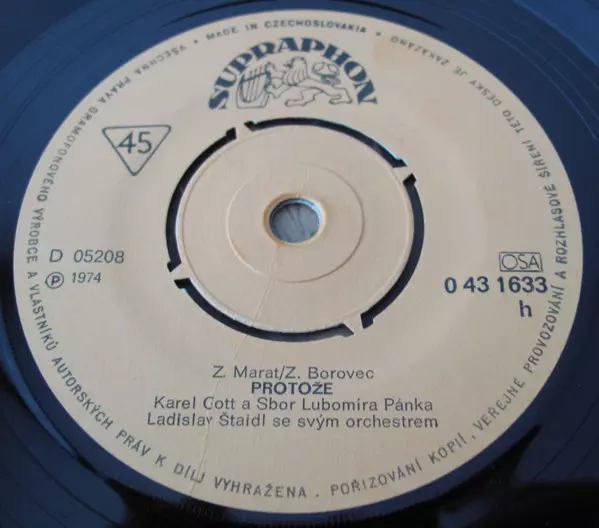 VŠECHNA PRÁVA GRAMOFONOVÉHO VÝROBCE A VLASTNÍKŮ AUTORSKÝCH PRÁV K DÍLU VYHRAŽENA . POŘIZOVÁNÍ KOPIÍ, VEŘEJNÉ PROVOZOVÁNÍ A ROZHLASOVÉ ŠÍŘENÍ TÉTO DESKY JE ZAKÁZÁNO
• MADE IN CZECHOSLOVAKIA •
SUPRAPHON
45
D 05208
Ⓟ 1974
OSA
0 43 1633
h
Z. Marat/Z. Borovec
PROTOŽE
Karel Gott a Sbor Lubomíra Pánka
Ladislav Štaidl se svým orchestrem